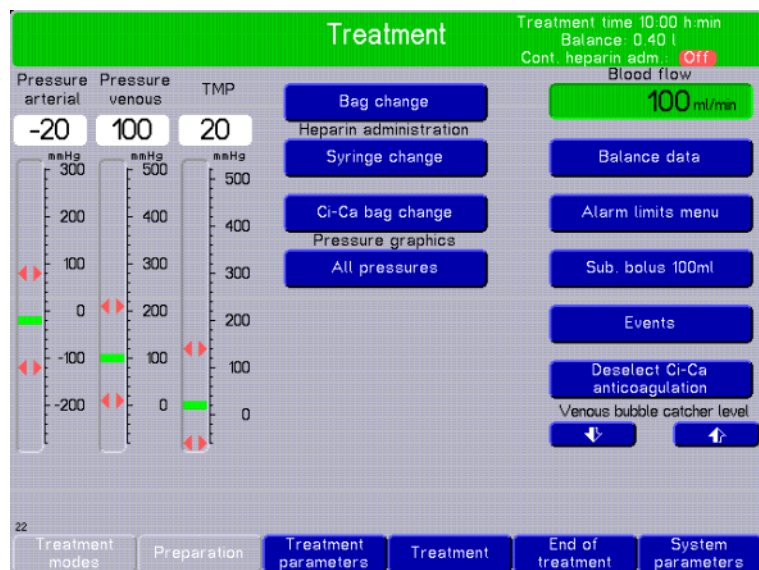 Treatment
Treatment time 10:00 h:min
Balance: 0.40 l
Cont. heparin adm.: Off
Pressure arterial
Pressure venous
TMP
-20
100
20
mmHg
300
200
100
0
-100
-200
mmHg
500
400
300
200
100
0
mmHg
500
400
300
200
100
0
Bag change
Heparin administration
Syringe change
Ci-Ca bag change
Pressure graphics
All pressures
Blood flow
100 ml/min
Balance data
Alarm limits menu
Sub. bolus 100ml
Events
Deselect Ci-Ca
anticoagulation
Venous bubble catcher level
22
Treatment
modes
Preparation
Treatment
parameters
Treatment
End of
treatment
System
parameters